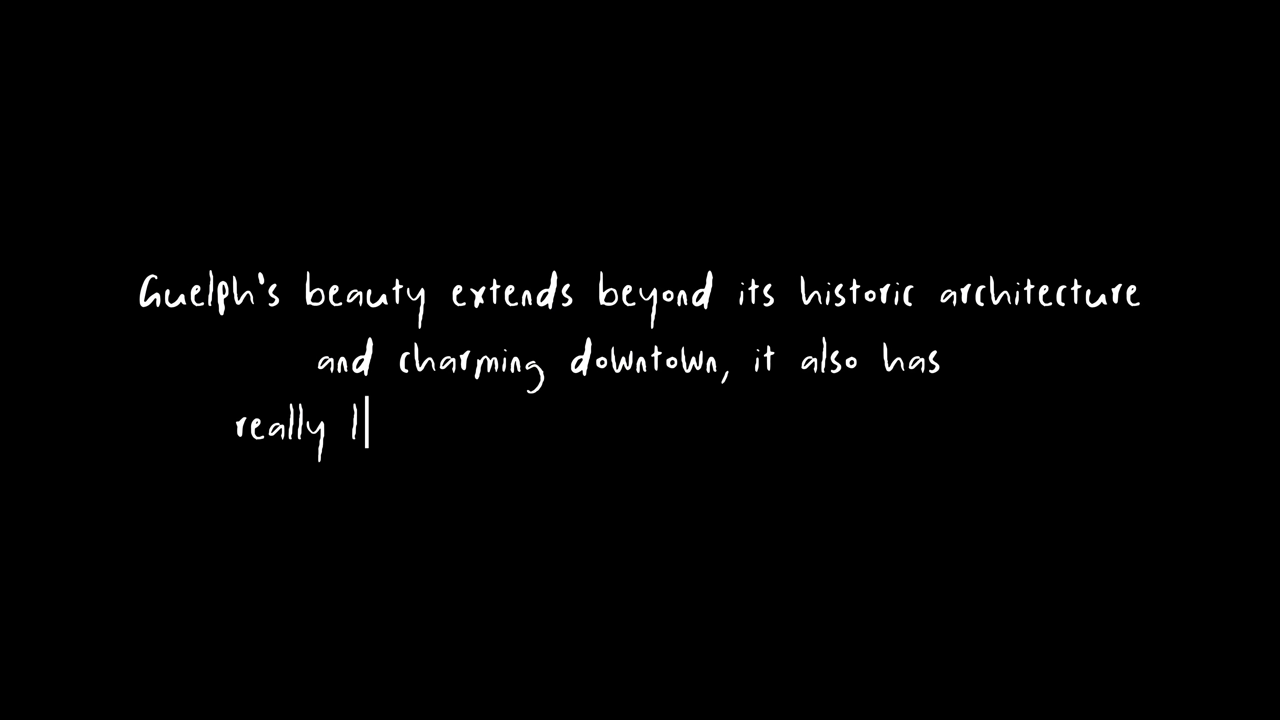 Guelph's beauty extends beyond its historic architecture
and charming downtown, it also has
really l